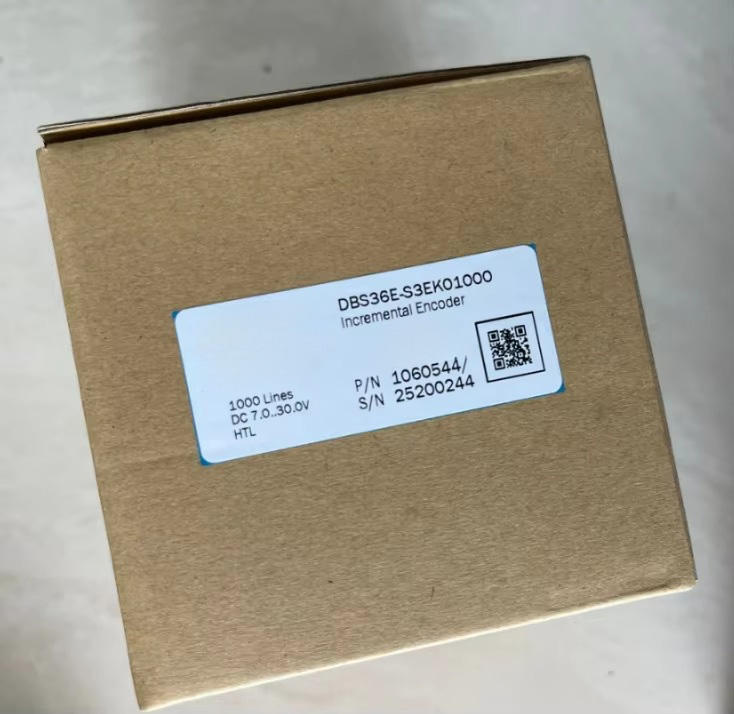 DBS36E-S3EK01000
Incremental Encoder
1000 Lines
DC 7.0..30.0V
HTL
P/N 1060544/
S/N 25200244